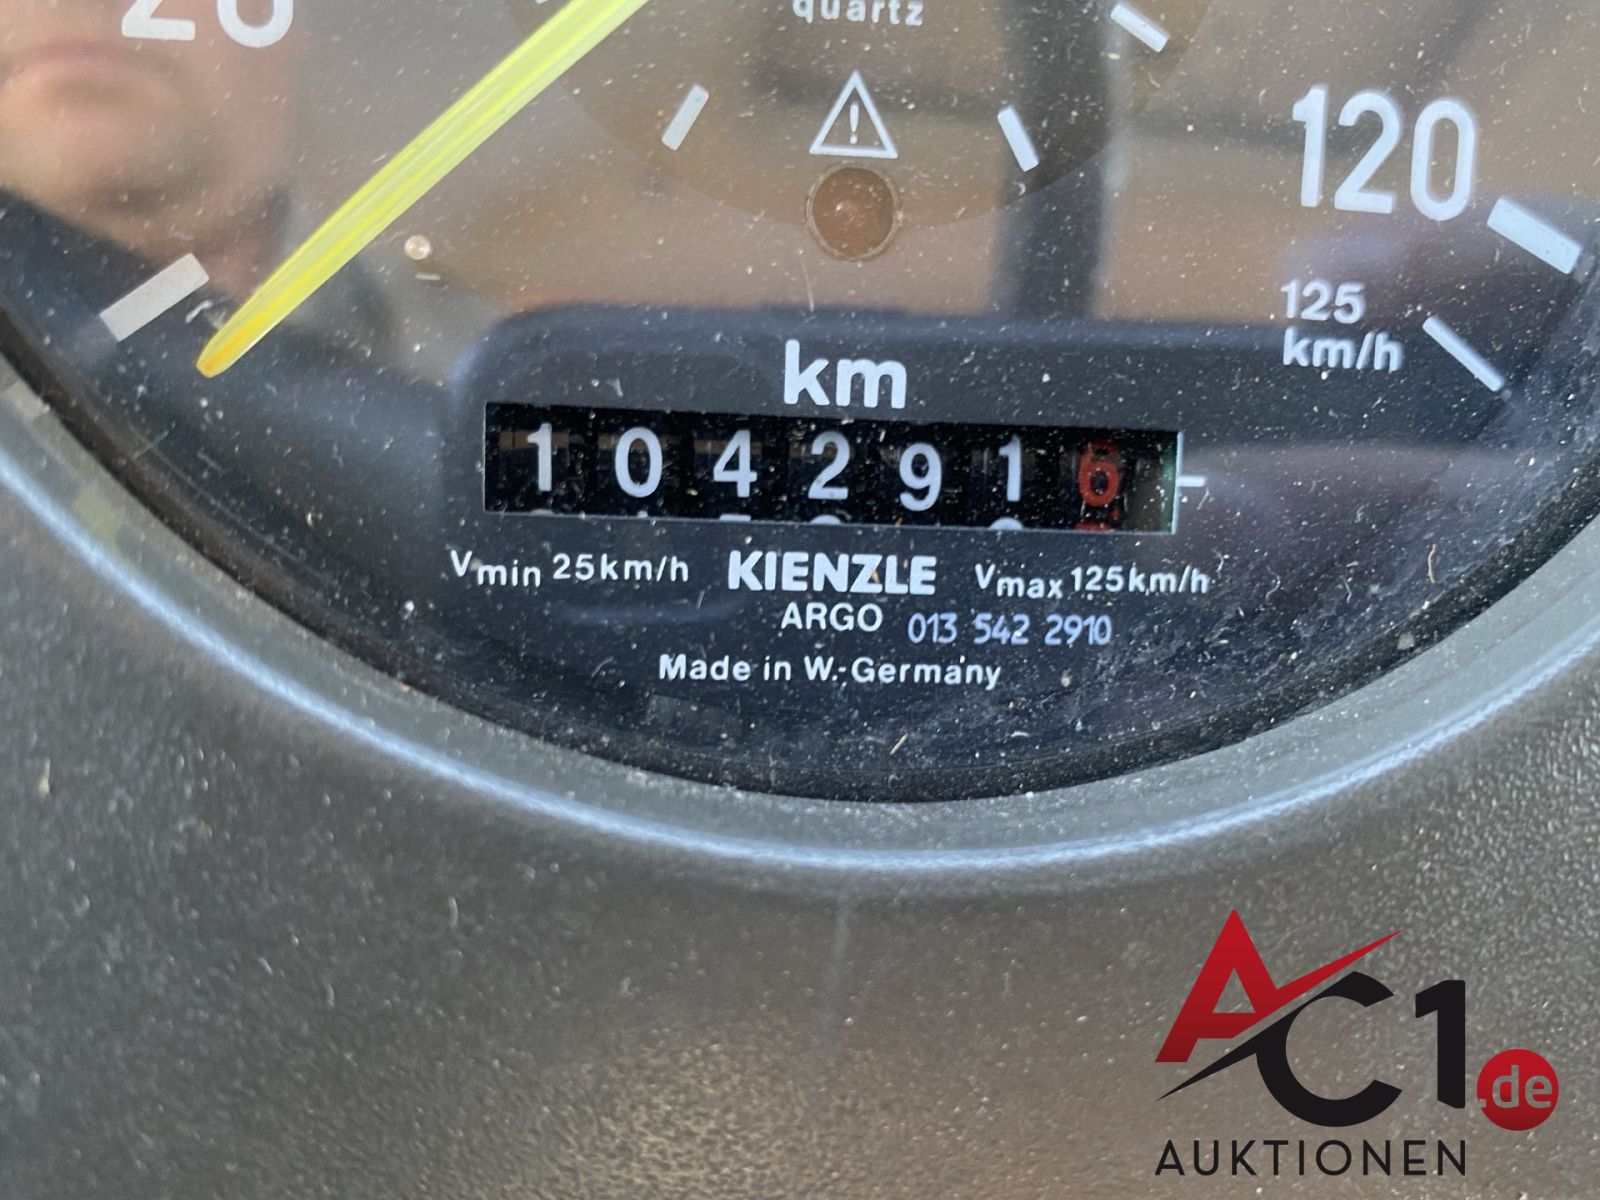 quartz
20
120
125
km/h
km
1042916
Vmin 25km/h KIENZLE Vmax 125km/h
ARGO 013 542 2910
Made in W.-Germany
AC1.de
AUKTIONEN